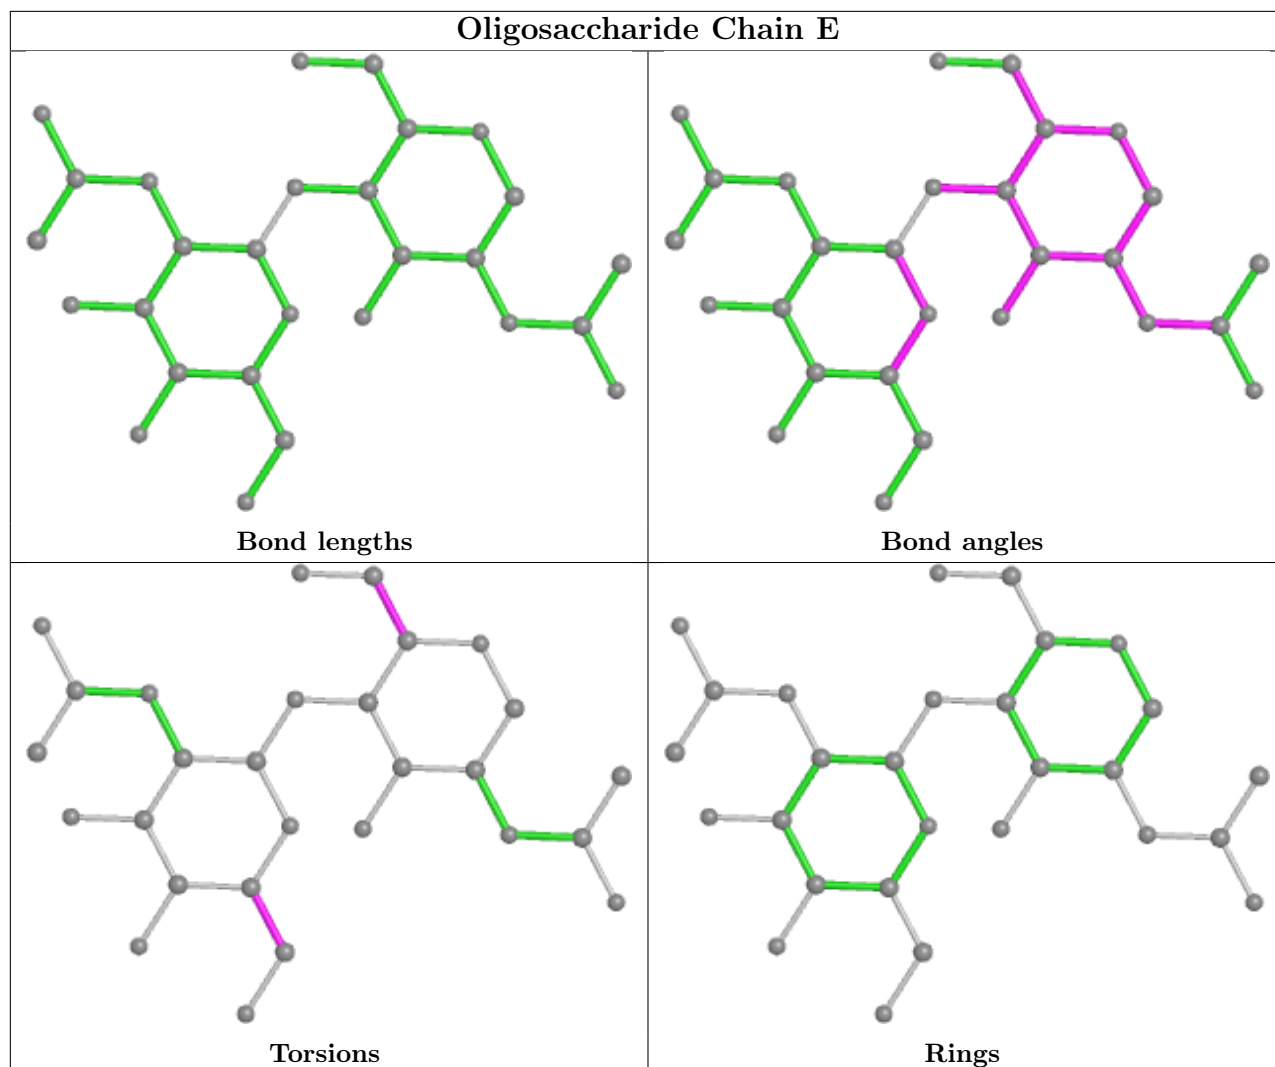 Oligosaccharide Chain E
Bond lengths
Bond angles
Torsions
Rings